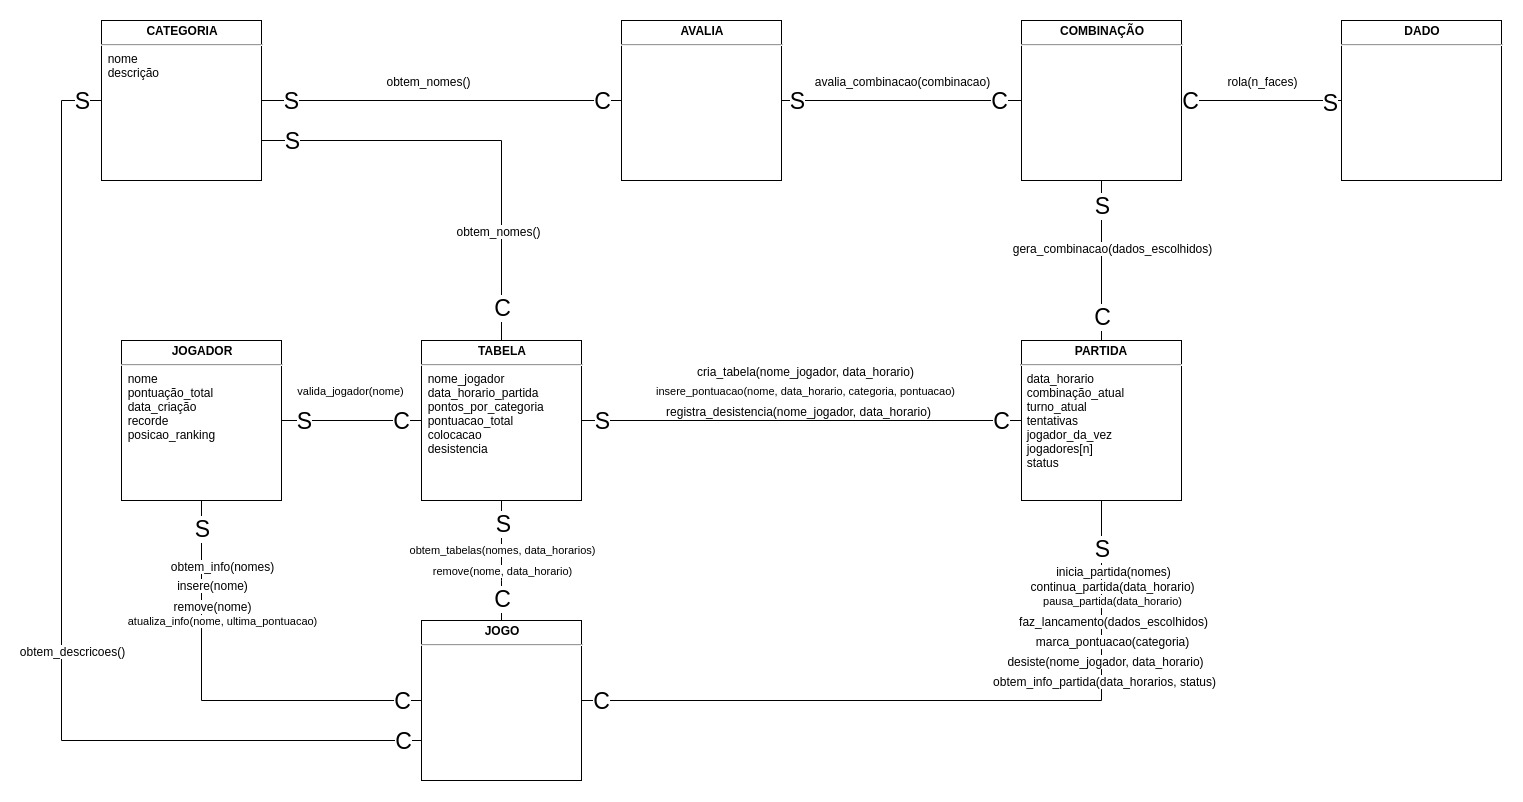 CATEGORIA
nome
descrição
AVALIA
COMBINAÇÃO
DADO
S
S
obtem_nomes()
C
S
avalia_combinacao(combinacao)
C
C
rola(n_faces)
S
S
obtem_nomes()
C
S
gera_combinacao(dados_escolhidos)
C
JOGADOR
nome
pontuação_total
data_criação
recorde
posicao_ranking
valida_jogador(nome)
S
C
TABELA
nome_jogador
data_horario_partida
pontos_por_categoria
pontuacao_total
colocacao
desistencia
cria_tabela(nome_jogador, data_horario)
insere_pontuacao(nome, data_horario, categoria, pontuacao)
registra_desistencia(nome_jogador, data_horario)
S
C
PARTIDA
data_horario
combinação_atual
turno_atual
tentativas
jogador_da_vez
jogadores[n]
status
S
obtem_info(nomes)
insere(nome)
remove(nome)
atualiza_info(nome, ultima_pontuacao)
S
obtem_tabelas(nomes, data_horarios)
remove(nome, data_horario)
C
S
inicia_partida(nomes)
continua_partida(data_horario)
pausa_partida(data_horario)
faz_lancamento(dados_escolhidos)
marca_pontuacao(categoria)
desiste(nome_jogador, data_horario)
obtem_info_partida(data_horarios, status)
JOGO
obtem_descricoes()
C
C
C